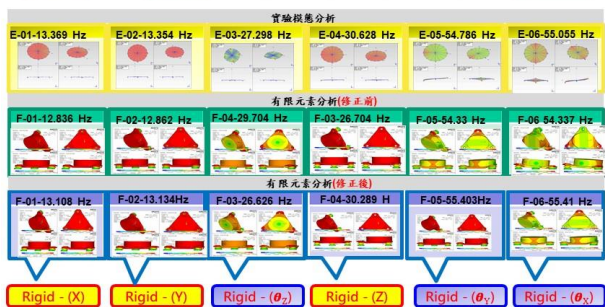 實驗模態分析
E-01-13.369 Hz
E-02-13.354 Hz
E-03-27.298 Hz
E-04-30.628 Hz
E-05-54.786 Hz
E-06-55.055 Hz
有限元素分析(修正前)
F-01-12.836 Hz
F-02-12.862 Hz
F-04-29.704 Hz
F-03-26.704 Hz
F-05-54.33 Hz
F-06-54.337 Hz
有限元素分析(修正後)
F-01-13.108 Hz
F-02-13.134Hz
F-03-26.626 Hz
F-04-30.289 H
F-05-55.403Hz
F-06-55.41 Hz
Rigid - (X)
Rigid - (Y)
Rigid - (θZ)
Rigid - (Z)
Rigid - (θY)
Rigid - (θX)